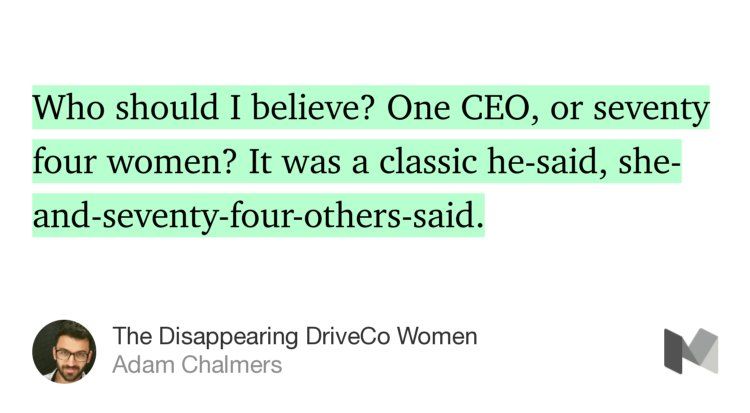 Who should I believe? One CEO, or seventy
four women? It was a classic he-said, she-
and-seventy-four-others-said.
The Disappearing DriveCo Women
Adam Chalmers